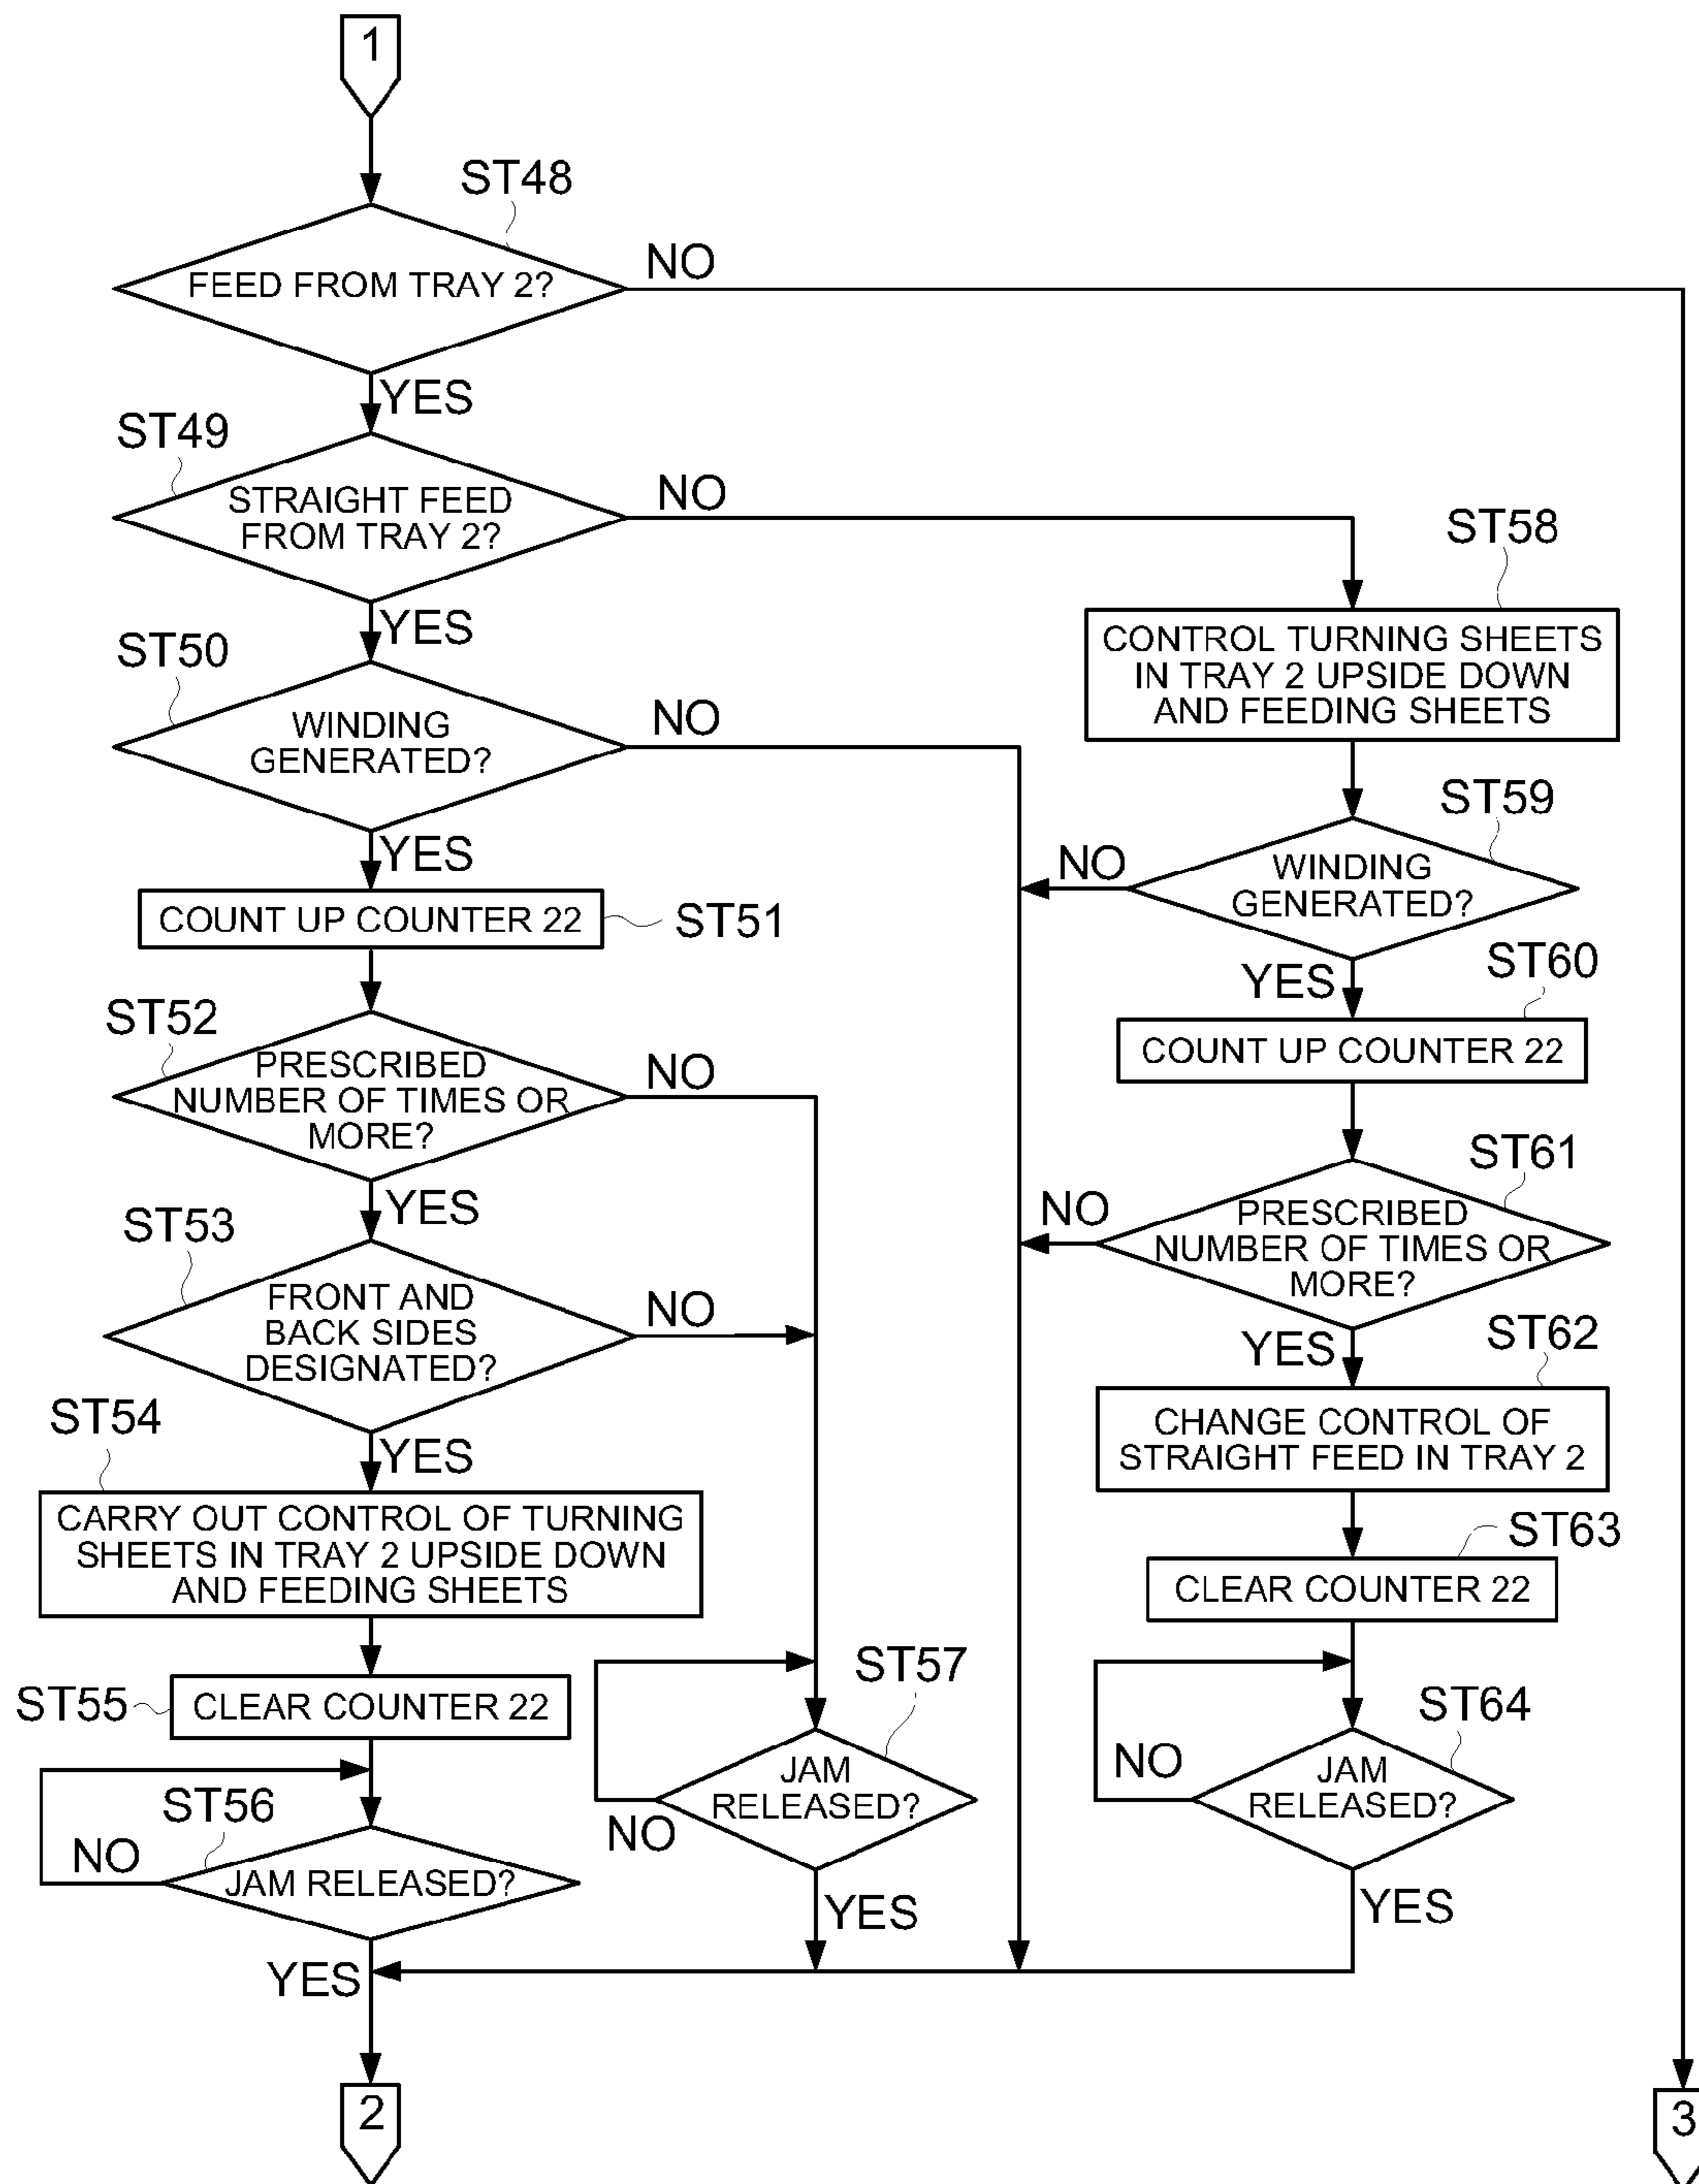 1
ST48
FEED FROM TRAY 2?
NO
YES
ST49
STRAIGHT FEED
FROM TRAY 2?
NO
YES
ST50
WINDING
GENERATED?
NO
YES
COUNT UP COUNTER 22
ST51
ST52
PRESCRIBED
NUMBER OF TIMES OR
MORE?
NO
YES
ST53
FRONT AND
BACK SIDES
DESIGNATED?
NO
YES
ST54
CARRY OUT CONTROL OF TURNING
SHEETS IN TRAY 2 UPSIDE DOWN
AND FEEDING SHEETS
ST55
CLEAR COUNTER 22
ST56
JAM RELEASED?
NO
YES
ST57
JAM
RELEASED?
NO
YES
ST58
CONTROL TURNING SHEETS
IN TRAY 2 UPSIDE DOWN
AND FEEDING SHEETS
ST59
WINDING
GENERATED?
NO
YES
ST60
COUNT UP COUNTER 22
ST61
PRESCRIBED
NUMBER OF TIMES OR
MORE?
NO
YES
ST62
CHANGE CONTROL OF
STRAIGHT FEED IN TRAY 2
ST63
CLEAR COUNTER 22
ST64
JAM
RELEASED?
NO
YES
2
3